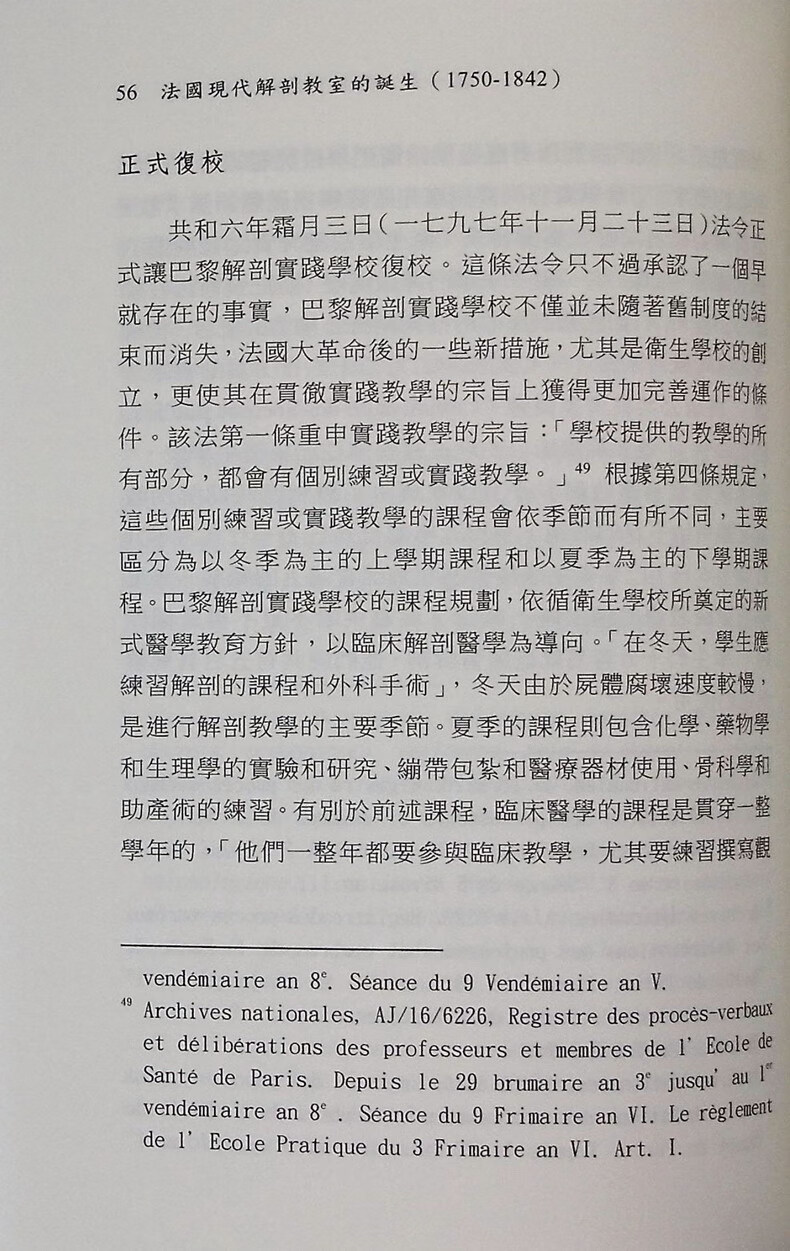 56 法國現代解剖教室的誕生（1750-1842）
正式復校
共和六年霜月三日（一七九七年十一月二十三日）法令正
式讓巴黎解剖實踐學校復校。這條法令只不過承認了一個早
就存在的事實，巴黎解剖實踐學校不僅並未隨著舊制度的結
束而消失，法國大革命後的一些新措施，尤其是衛生學校的創
立，更使其在貫徹實踐教學的宗旨上獲得更加完善運作的條
件。該法第一條重申實踐教學的宗旨：「學校提供的教學的所
有部分，都會有個別練習或實踐教學。」49 根據第四條規定，
這些個別練習或實踐教學的課程會依季節而有所不同，主要
區分為以冬季為主的上學期課程和以夏季為主的下學期課
程。巴黎解剖實踐學校的課程規劃，依循衛生學校所奠定的新
式醫學教育方針，以臨床解剖醫學為導向。「在冬天，學生應
練習解剖的課程和外科手術」，冬天由於屍體腐壞速度較慢，
是進行解剖教學的主要季節。夏季的課程則包含化學、藥物學
和生理學的實驗和研究、繃帶包紮和醫療器材使用、骨科學和
助產術的練習。有別於前述課程，臨床醫學的課程是貫穿一整
學年的，「他們一整年都要參與臨床教學，尤其要練習撰寫觀
vendémiaire an 8e. Séance du 9 Vendémiaire an V.
49 Archives nationales, AJ/16/6226, Registre des procès-verbaux
et délibérations des professeurs et membres de l' Ecole de
Santé de Paris. Depuis le 29 brumaire an 3e jusqu' au 1er
vendémiaire an 8e . Séance du 9 Frimaire an VI. Le règlement
de l' Ecole Pratique du 3 Frimaire an VI. Art. I.